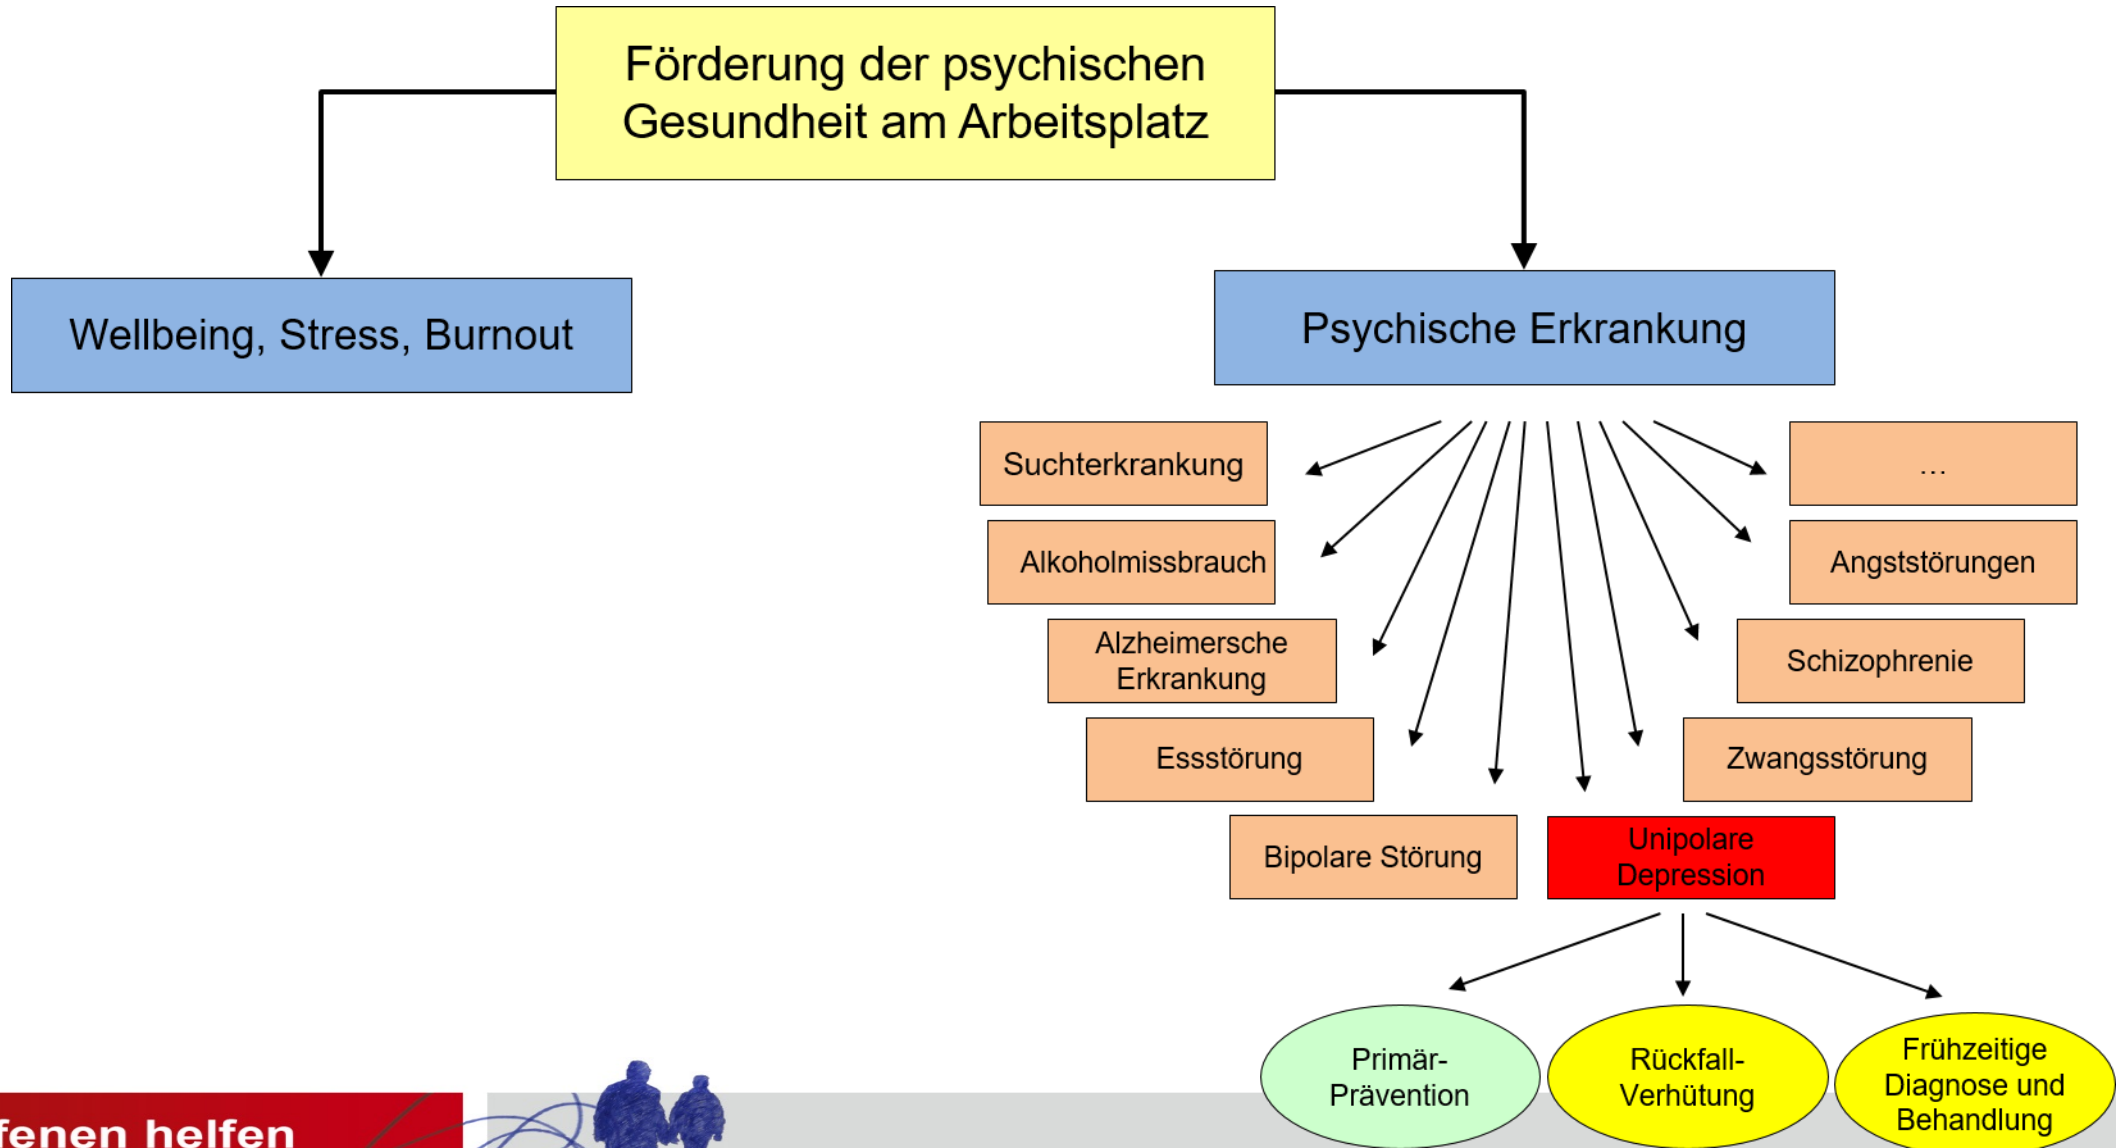 Förderung der psychischen
Gesundheit am Arbeitsplatz
Wellbeing, Stress, Burnout
Psychische Erkrankung
Suchterkrankung
...
Alkoholmissbrauch
Angststörungen
Alzheimersche
Erkrankung
Schizophrenie
Essstörung
Zwangsstörung
Bipolare Störung
Unipolare
Depression
Primär-
Prävention
Rückfall-
Verhütung
Frühzeitige
Diagnose und
Behandlung
fenen helfen